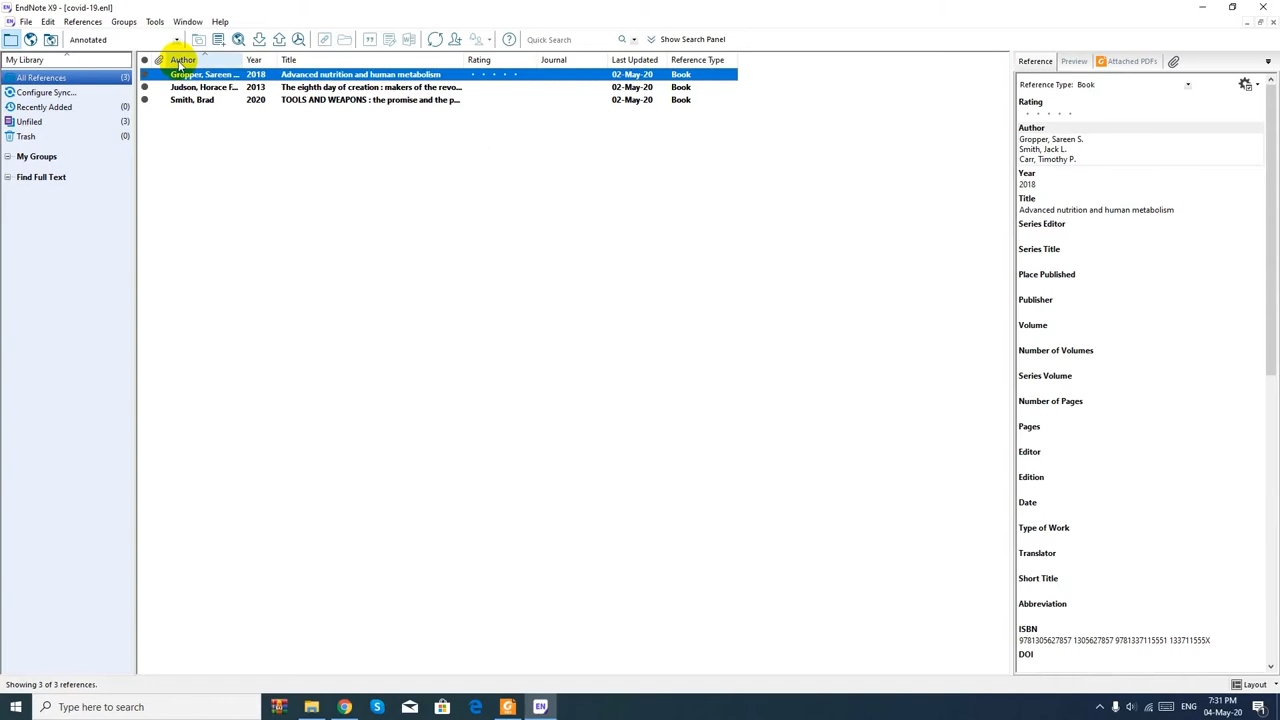 EndNote X9 - [covid-19.enl]
File Edit References Groups Tools Window Help
Annotated Quick Search Show Search Panel
My Library
All References (3)
Configure Sync...
Recently Added (0)
Unfiled (3)
Trash (0)
My Groups
Find Full Text
Author Year Title Rating Journal Last Updated Reference Type
Gropper, Sareen ... 2018 Advanced nutrition and human metabolism 02-May-20 Book
Judson, Horace F... 2013 The eighth day of creation : makers of the revo... 02-May-20 Book
Smith, Brad 2020 TOOLS AND WEAPONS : the promise and the p... 02-May-20 Book
Reference Preview Attached PDFs
Reference Type: Book
Rating
Author
Gropper, Sareen S.
Smith, Jack L.
Carr, Timothy P.
Year
2018
Title
Advanced nutrition and human metabolism
Series Editor
Series Title
Place Published
Publisher
Volume
Number of Volumes
Series Volume
Number of Pages
Pages
Editor
Edition
Date
Type of Work
Translator
Short Title
Abbreviation
ISBN
9781305627857 1305627857 9781337115551 133711555X
DOI
Showing 3 of 3 references.
Layout
Type here to search
EN
7:31 PM
04-May-20